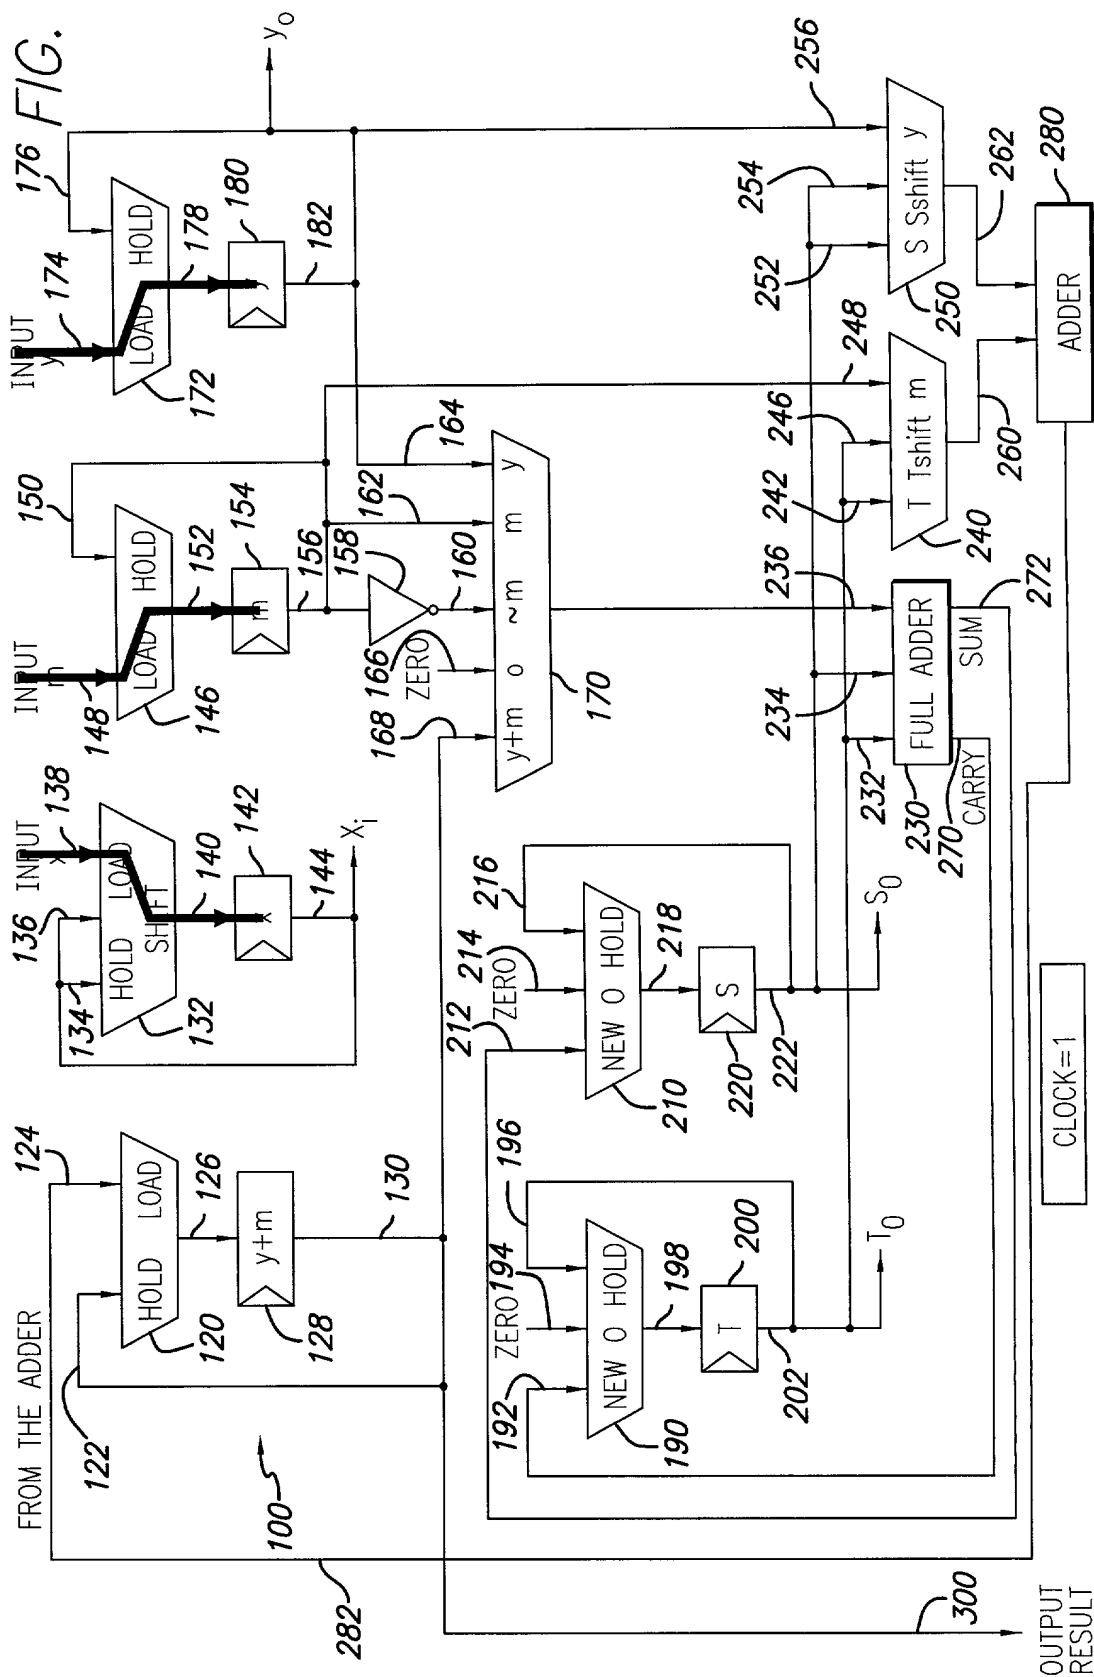 FIG.
FROM THE ADDER
124
122
HOLD LOAD
120
126
y+m
128
130
100
282
136
134
INPUT
x
138
HOLD LOAD
SHIFT
132
140
x
142
144
Xi
INPUT
m
148
150
LOAD HOLD
146
152
m
154
156
158
160
162
164
ZERO
166
168
y+m 0 ~m m y
170
INPUT
y
174
176
LOAD HOLD
172
178
y
180
182
yo
192
ZERO
194
196
NEW 0 HOLD
190
198
T
200
202
T0
212
ZERO
214
216
NEW 0 HOLD
210
218
S
220
222
S0
232
234
236
FULL ADDER
230
CARRY
270
SUM
272
242
246
248
T Tshift m
240
260
252
254
256
S Sshift y
250
262
ADDER
280
CLOCK=1
300
OUTPUT
RESULT